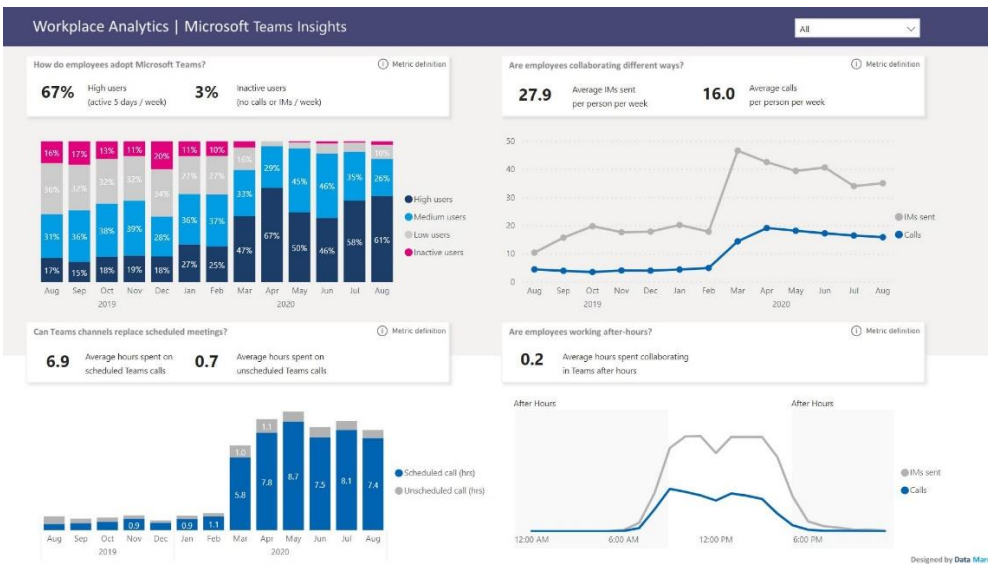 Workplace Analytics | Microsoft Teams Insights
All
How do employees adopt Microsoft Teams?
Metric definition
67%
High users
(active 5 days / week)
3%
Inactive users
(no calls or IMs / week)
16% 17% 13% 11% 20% 11% 10%
36% 32% 32% 32% 34% 27% 27% 16% 10%
31% 36% 38% 39% 28% 36% 37% 33% 29% 45% 46% 35% 26%
17% 15% 18% 19% 18% 27% 25% 47% 67% 50% 46% 58% 61%
High users
Medium users
Low users
Inactive users
Aug Sep Oct Nov Dec Jan Feb Mar Apr May Jun Jul Aug
2019 2020
Are employees collaborating different ways?
Metric definition
27.9
Average IMs sent
per person per week
16.0
Average calls
per person per week
50
40
30
20
10
0
IMs sent
Calls
Aug Sep Oct Nov Dec Jan Feb Mar Apr May Jun Jul Aug
2019 2020
Can Teams channels replace scheduled meetings?
Metric definition
6.9
Average hours spent on
scheduled Teams calls
0.7
Average hours spent on
unscheduled Teams calls
1.0 1.1
0.9 0.9 1.1 5.8 7.8 8.7 7.5 8.1 7.4
Scheduled call (hrs)
Unscheduled call (hrs)
Aug Sep Oct Nov Dec Jan Feb Mar Apr May Jun Jul Aug
2019 2020
Are employees working after-hours?
Metric definition
0.2
Average hours spent collaborating
in Teams after hours
After Hours After Hours
IMs sent
Calls
12:00 AM 6:00 AM 12:00 PM 6:00 PM
Designed by Data Mar